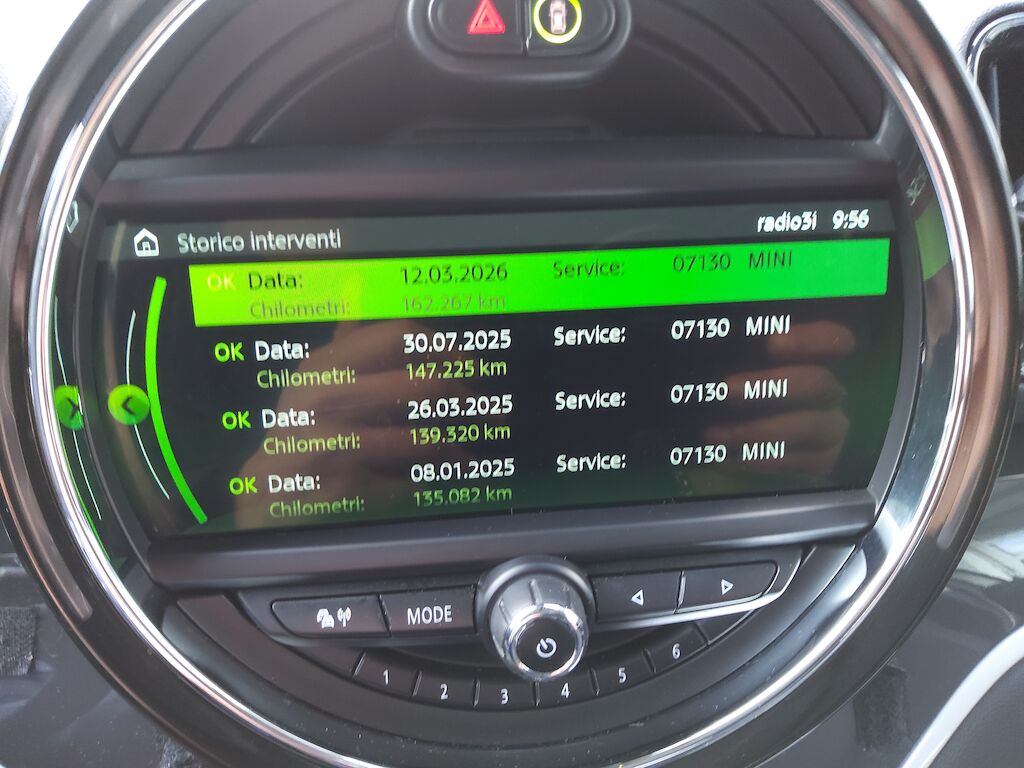 radio3i 9:56
Storico interventi
OK Data: 12.03.2026 Service: 07130 MINI
Chilometri: 162.267 km
OK Data: 30.07.2025 Service: 07130 MINI
Chilometri: 147.225 km
OK Data: 26.03.2025 Service: 07130 MINI
Chilometri: 139.320 km
OK Data: 08.01.2025 Service: 07130 MINI
Chilometri: 135.082 km
MODE
1 2 3 4 5 6